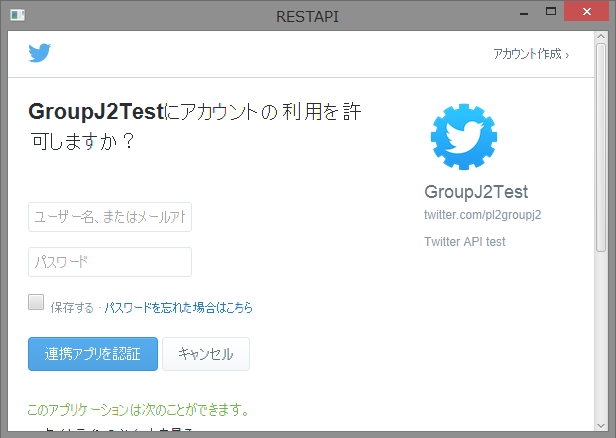 RESTAPI
アカウント作成 ›
GroupJ2Testにアカウントの利用を許
可しますか？
GroupJ2Test
twitter.com/pl2groupj2
Twitter API test
ユーザー名、またはメールアド
パスワード
保存する · パスワードを忘れた場合はこちら
連携アプリを認証 キャンセル
このアプリケーションは次のことができます。